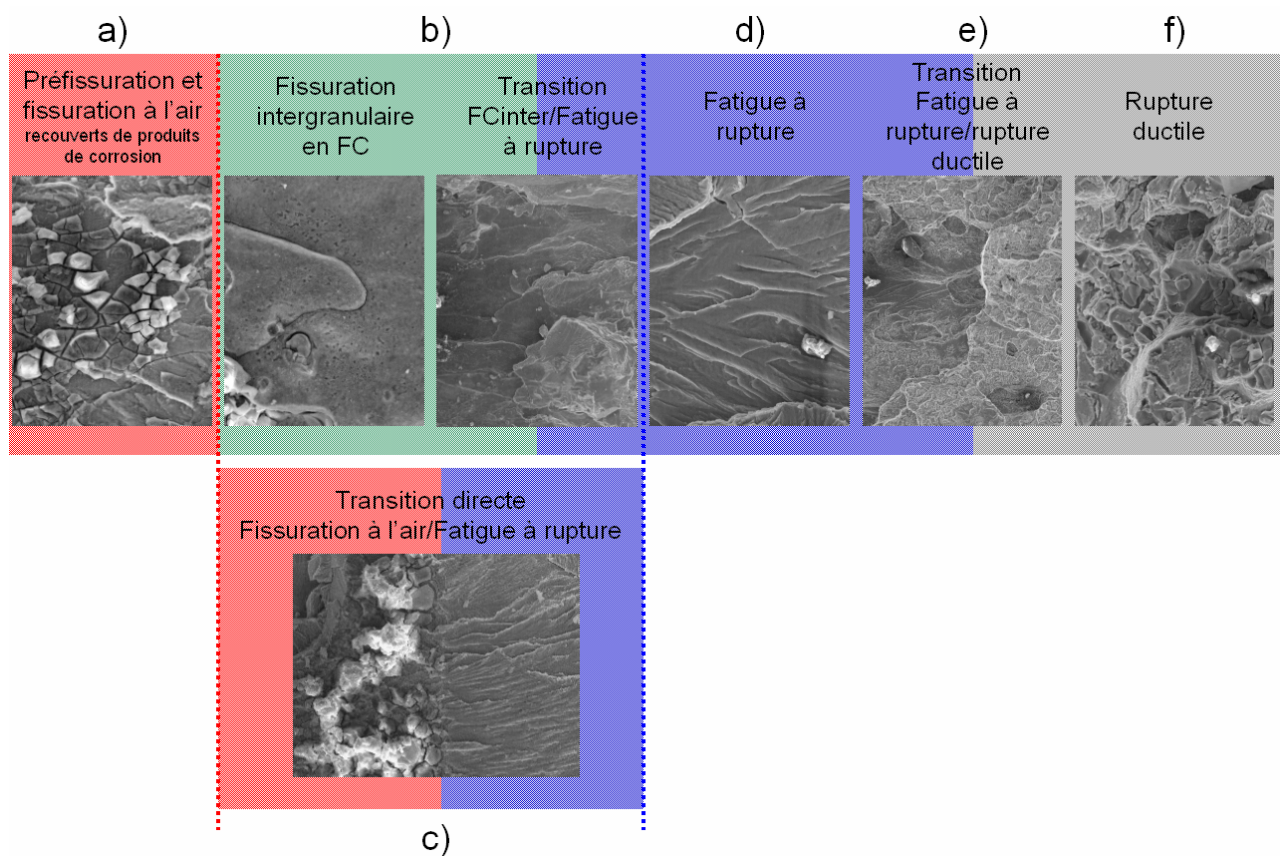 a)
b)
d)
e)
f)
Préfissuration et
fissuration à l'air
recouverts de produits
de corrosion
Fissuration
intergranulaire
en FC
Transition
FCinter/Fatigue
à rupture
Fatigue à
rupture
Transition
Fatigue à
rupture/rupture
ductile
Rupture
ductile
Transition directe
Fissuration à l'air/Fatigue à rupture
c)